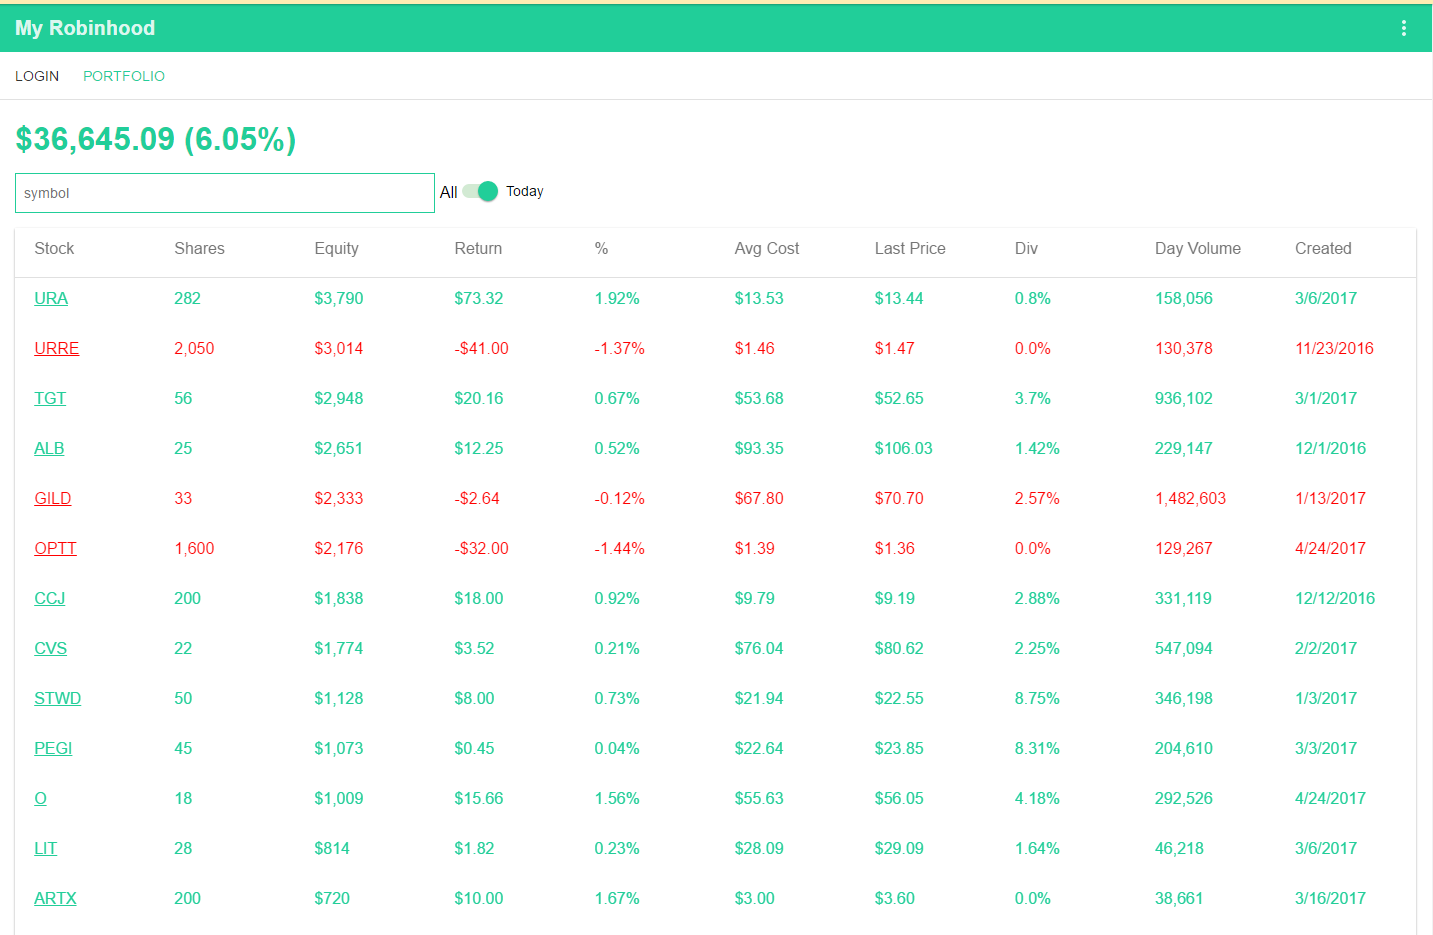 My Robinhood
LOGIN PORTFOLIO
$36,645.09 (6.05%)
symbol All Today
Stock Shares Equity Return % Avg Cost Last Price Div Day Volume Created
URA 282 $3,790 $73.32 1.92% $13.53 $13.44 0.8% 158,056 3/6/2017
URRE 2,050 $3,014 -$41.00 -1.37% $1.46 $1.47 0.0% 130,378 11/23/2016
TGT 56 $2,948 $20.16 0.67% $53.68 $52.65 3.7% 936,102 3/1/2017
ALB 25 $2,651 $12.25 0.52% $93.35 $106.03 1.42% 229,147 12/1/2016
GILD 33 $2,333 -$2.64 -0.12% $67.80 $70.70 2.57% 1,482,603 1/13/2017
OPTT 1,600 $2,176 -$32.00 -1.44% $1.39 $1.36 0.0% 129,267 4/24/2017
CCJ 200 $1,838 $18.00 0.92% $9.79 $9.19 2.88% 331,119 12/12/2016
CVS 22 $1,774 $3.52 0.21% $76.04 $80.62 2.25% 547,094 2/2/2017
STWD 50 $1,128 $8.00 0.73% $21.94 $22.55 8.75% 346,198 1/3/2017
PEGI 45 $1,073 $0.45 0.04% $22.64 $23.85 8.31% 204,610 3/3/2017
O 18 $1,009 $15.66 1.56% $55.63 $56.05 4.18% 292,526 4/24/2017
LIT 28 $814 $1.82 0.23% $28.09 $29.09 1.64% 46,218 3/6/2017
ARTX 200 $720 $10.00 1.67% $3.00 $3.60 0.0% 38,661 3/16/2017